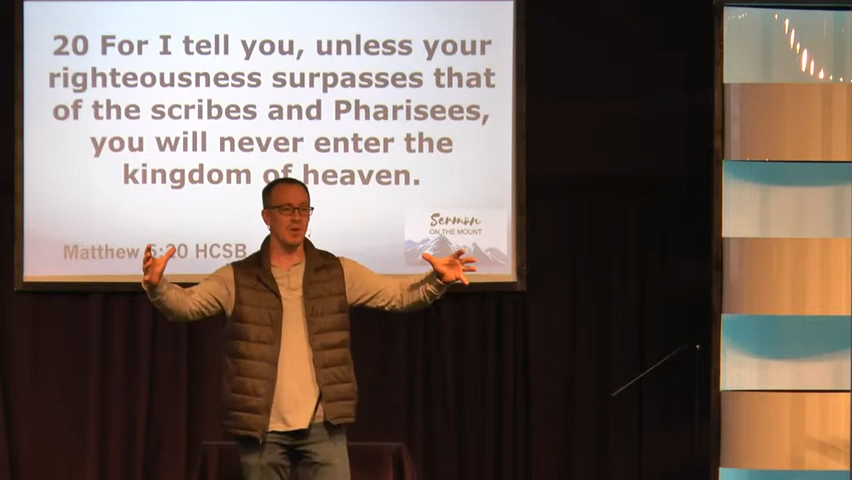 20 For I tell you, unless your
righteousness surpasses that
of the scribes and Pharisees,
you will never enter the
kingdom of heaven.
Sermon
ON THE MOUNT
Matthew 5:20 HCSB